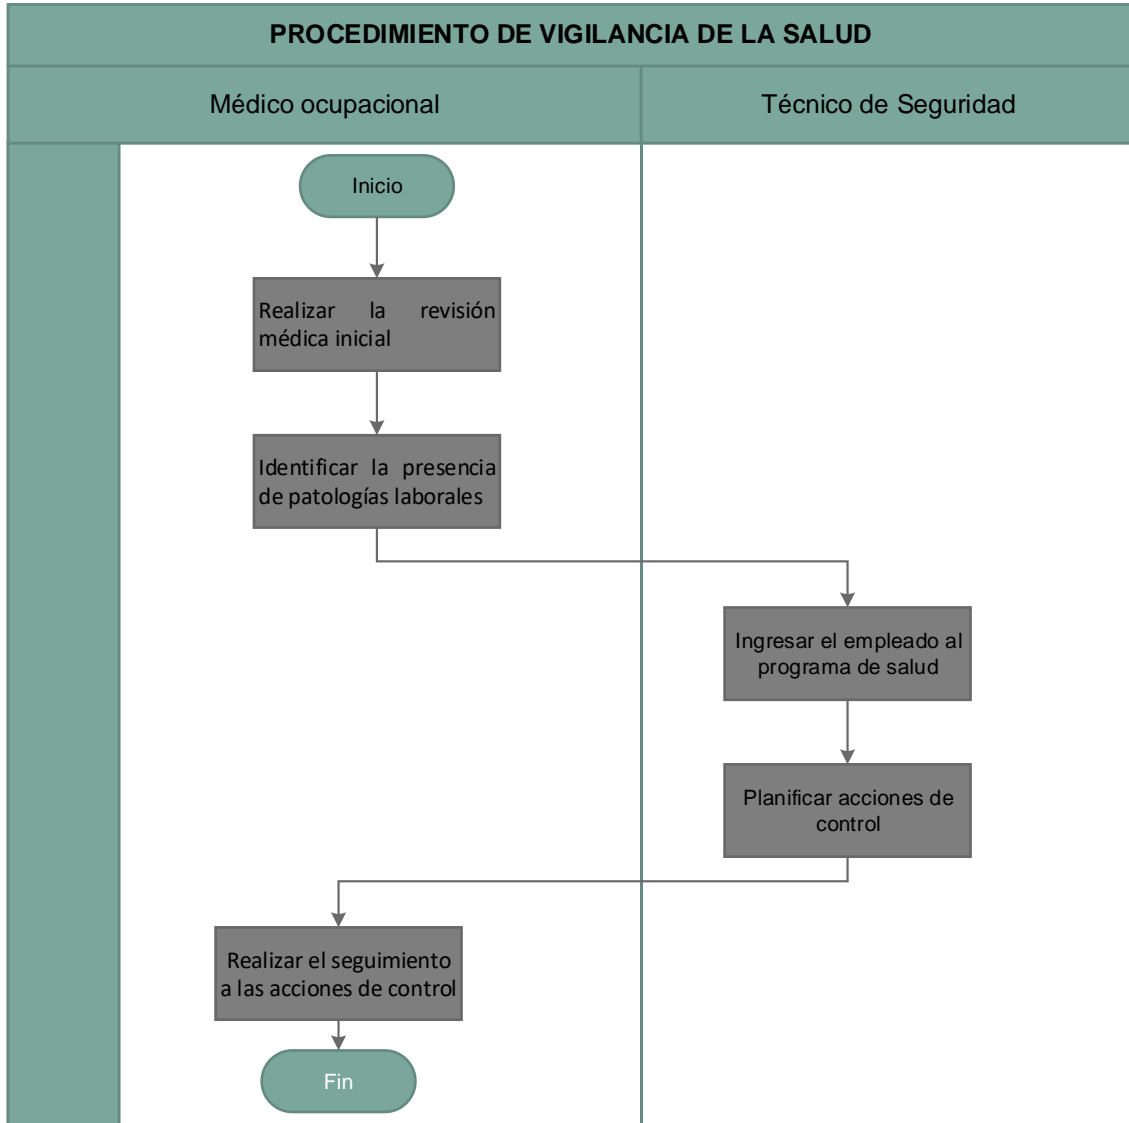 PROCEDIMIENTO DE VIGILANCIA DE LA SALUD
Médico ocupacional
Técnico de Seguridad
Inicio
Realizar la revisión
médica inicial
Identificar la presencia
de patologías laborales
Ingresar el empleado al
programa de salud
Planificar acciones de
control
Realizar el seguimiento
a las acciones de control
Fin